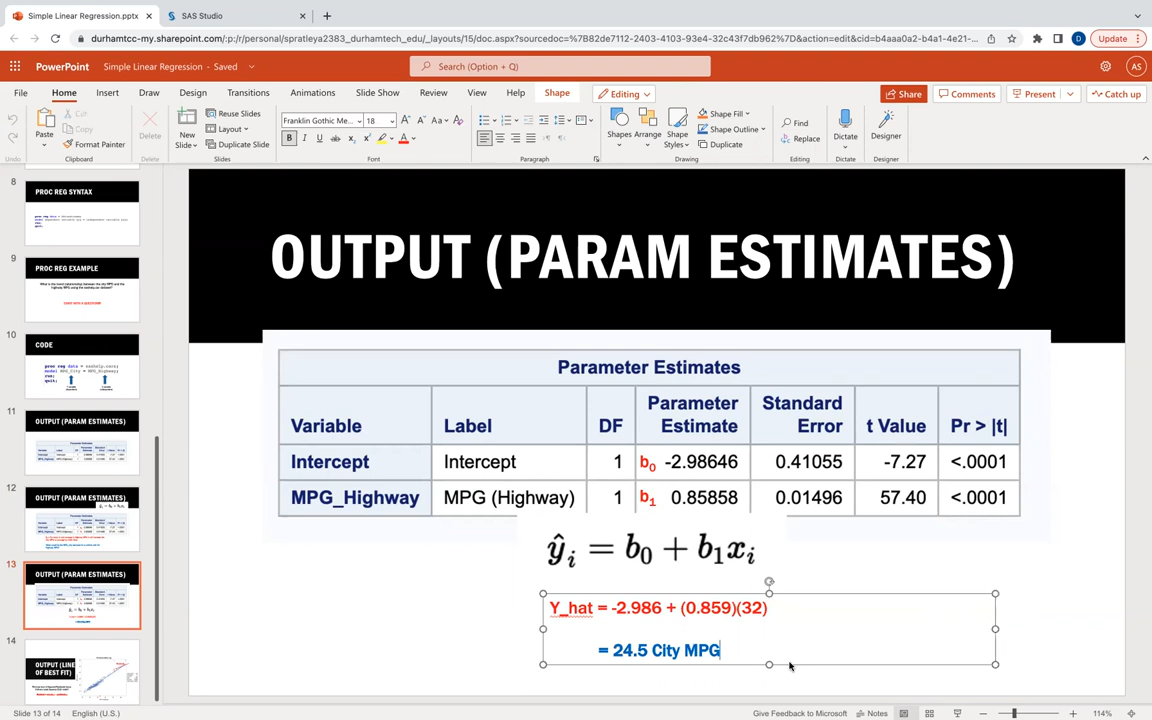 Simple Linear Regression.pptx
SAS Studio
durhamtcc-my.sharepoint.com/:p:/r/personal/spratleya2383_durhamtech_edu/_layouts/15/doc.aspx?sourcedoc=%7B82de7112-2403-4103-93e4-32c43f7db962%7D&action=edit&cid=b4aaa0a2-b4a1-4e21-...
D
Update
PowerPoint
Simple Linear Regression - Saved
Search (Option + Q)
AS
File
Home
Insert
Draw
Design
Transitions
Animations
Slide Show
Review
View
Help
Shape
Editing
Share
Comments
Present
Catch up
Undo
Paste
Cut
Copy
Format Painter
Clipboard
Delete
Delete
New Slide
Reuse Slides
Layout
Duplicate Slide
Slides
Franklin Gothic Me...
18
Font
Paragraph
Shapes
Arrange
Shape Styles
Shape Fill
Shape Outline
Duplicate
Drawing
Find
Replace
Editing
Dictate
Dictate
Designer
Designer
8
PROC REG SYNTAX
9
PROC REG EXAMPLE
10
CODE
11
OUTPUT (PARAM ESTIMATES)
12
OUTPUT (PARAM ESTIMATES)
13
OUTPUT (PARAM ESTIMATES)
14
OUTPUT (LINE
OF BEST FIT)
OUTPUT (PARAM ESTIMATES)
Parameter Estimates
Variable Label DF Parameter Estimate Standard Error t Value Pr > |t|
Intercept Intercept 1 b₀ -2.98646 0.41055 -7.27 <.0001
MPG_Highway MPG (Highway) 1 b₁ 0.85858 0.01496 57.40 <.0001
ŷᵢ = b₀ + b₁xᵢ
Y_hat = -2.986 + (0.859)(32)
= 24.5 City MPG
Slide 13 of 14
English (U.S.)
Give Feedback to Microsoft
Notes
114%